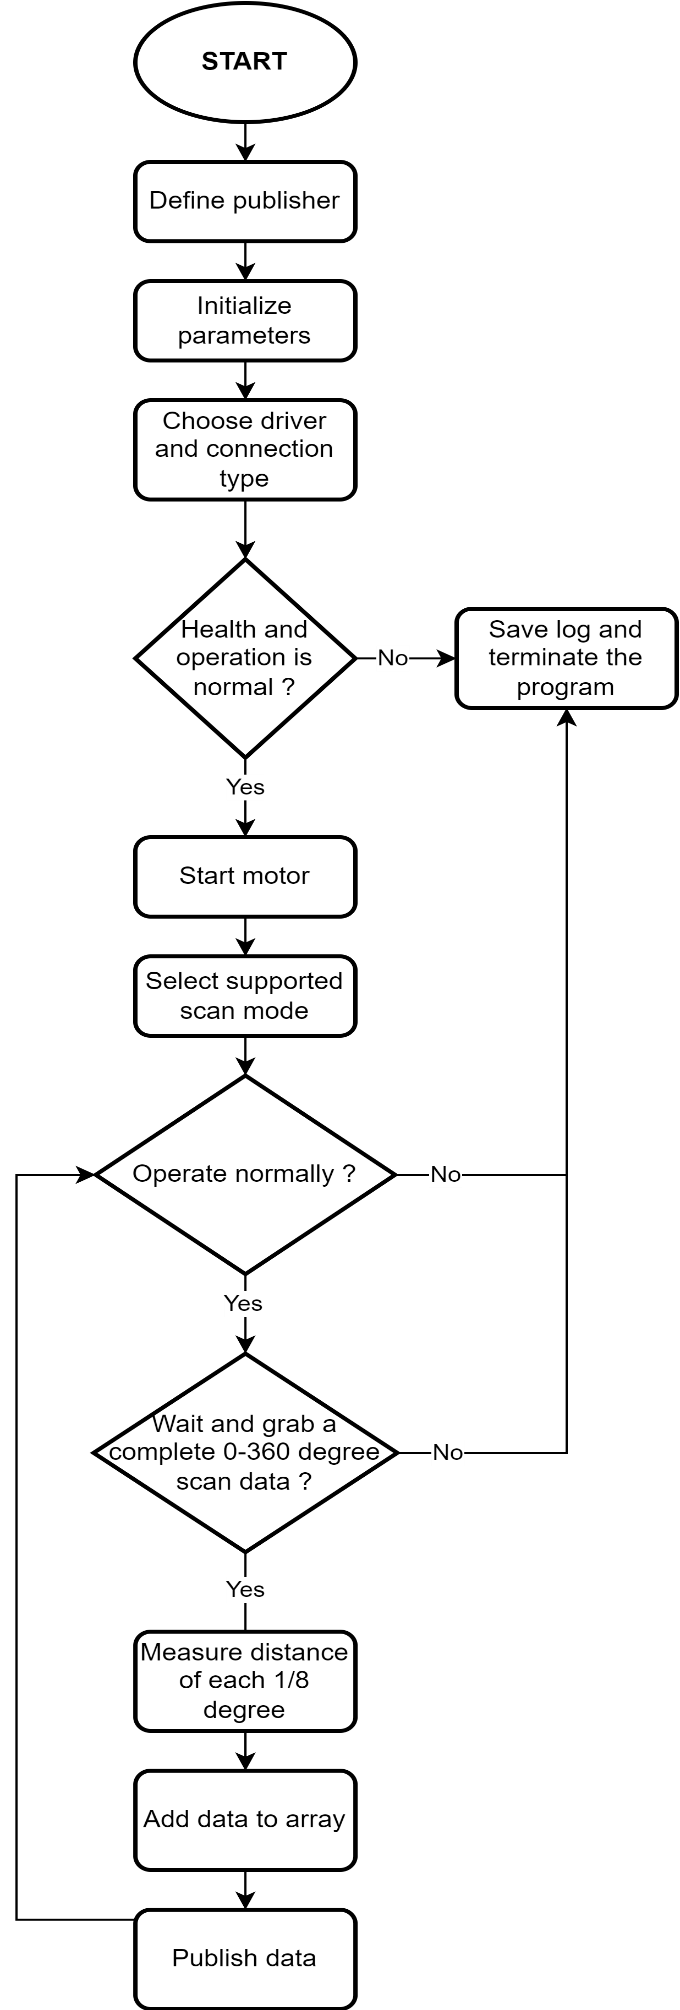 START
Define publisher
Initialize
parameters
Choose driver
and connection
type
Health and
operation is
normal ?
No
Save log and
terminate the
program
Yes
Start motor
Select supported
scan mode
Operate normally ?
No
Yes
Wait and grab a
complete 0-360 degree
scan data ?
No
Yes
Measure distance
of each 1/8
degree
Add data to array
Publish data